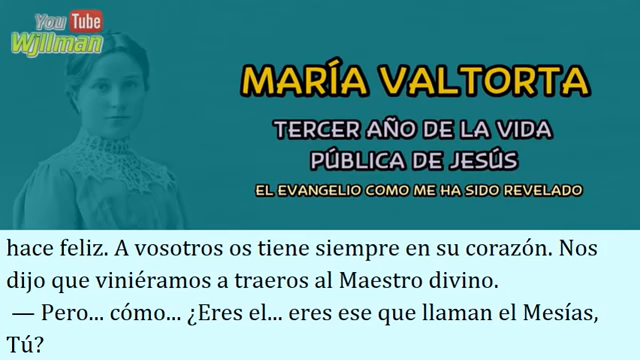 You Tube
Wjllman
MARÍA VALTORTA
TERCER AÑO DE LA VIDA
PÚBLICA DE JESÚS
EL EVANGELIO COMO ME HA SIDO REVELADO
hace feliz. A vosotros os tiene siempre en su corazón. Nos
dijo que viniéramos a traeros al Maestro divino.
— Pero... cómo... ¿Eres el... eres ese que llaman el Mesías,
Tú?